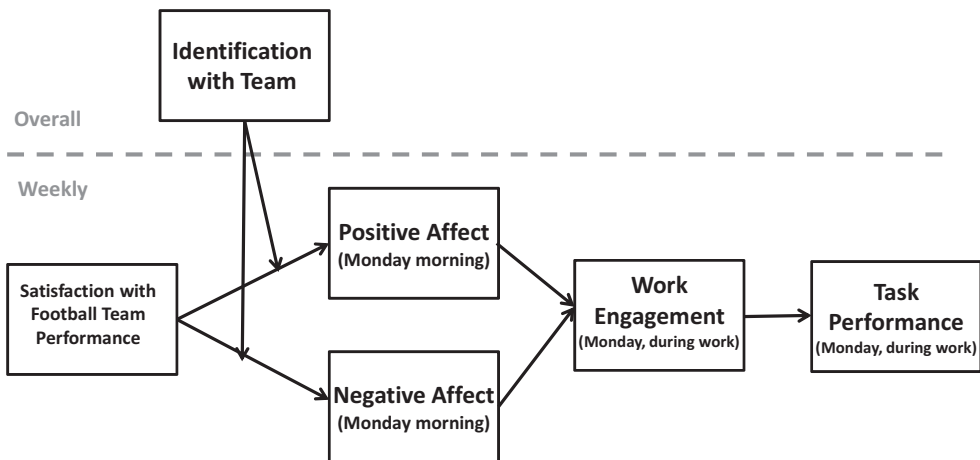 Identification
with Team
Overall
Weekly
Positive Affect
(Monday morning)
Satisfaction with
Football Team
Performance
Work
Engagement
(Monday, during work)
Task
Performance
(Monday, during work)
Negative Affect
(Monday morning)